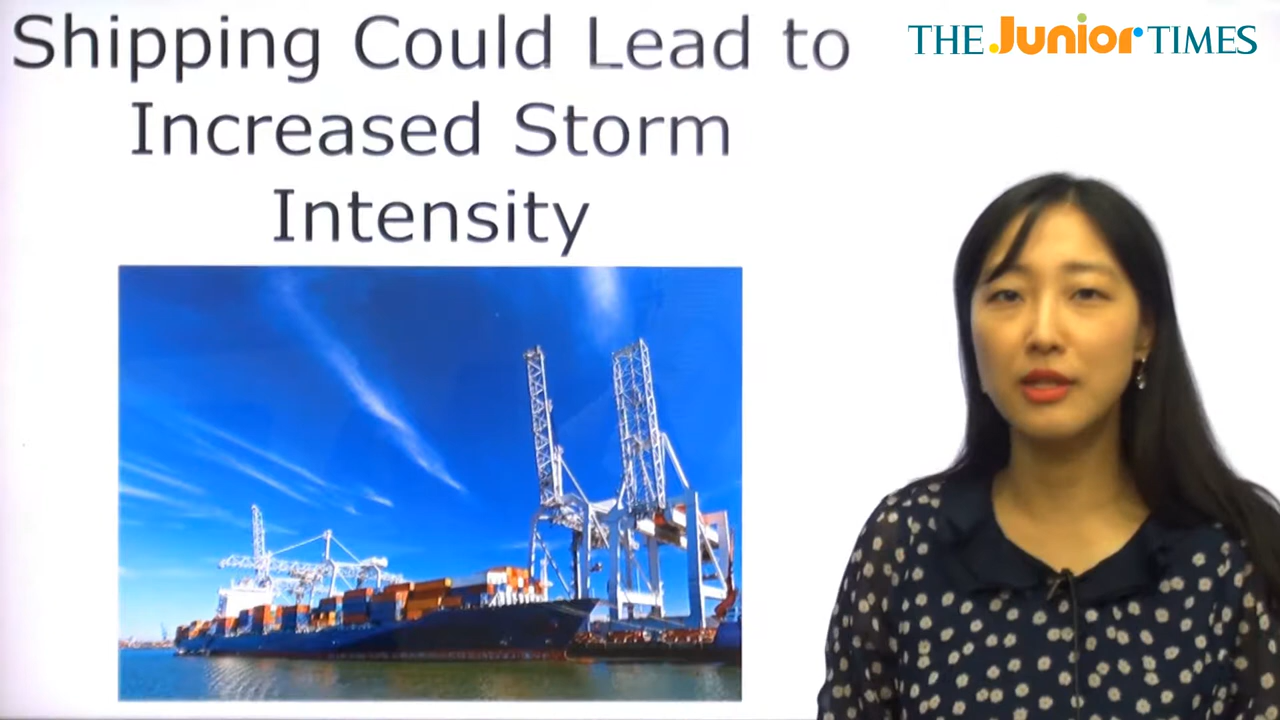 Shipping Could Lead to
Increased Storm
Intensity
THE Junior TIMES